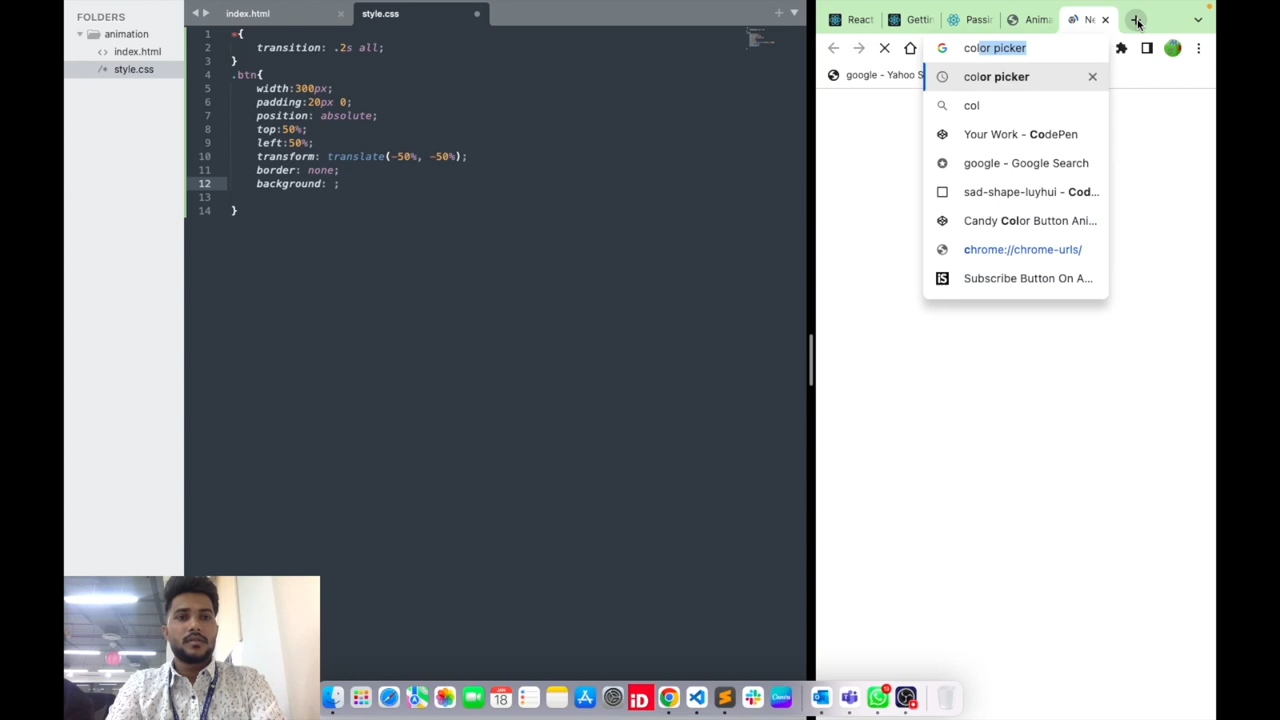 FOLDERS
animation
<> index.html
/* style.css
index.html
style.css
1 *{
2 transition: .2s all;
3 }
4 .btn{
5 width:300px;
6 padding:20px 0;
7 position: absolute;
8 top:50%;
9 left:50%;
10 transform: translate(-50%, -50%);
11 border: none;
12 background: ;
13
14 }
React
Gettin
Passi
Anima
Ne
color picker
google - Yahoo S
color picker
col
Your Work - CodePen
google - Google Search
sad-shape-luyhui - Cod...
Candy Color Button Ani...
chrome://chrome-urls/
Subscribe Button On A...
JAN
18
iD
Canva